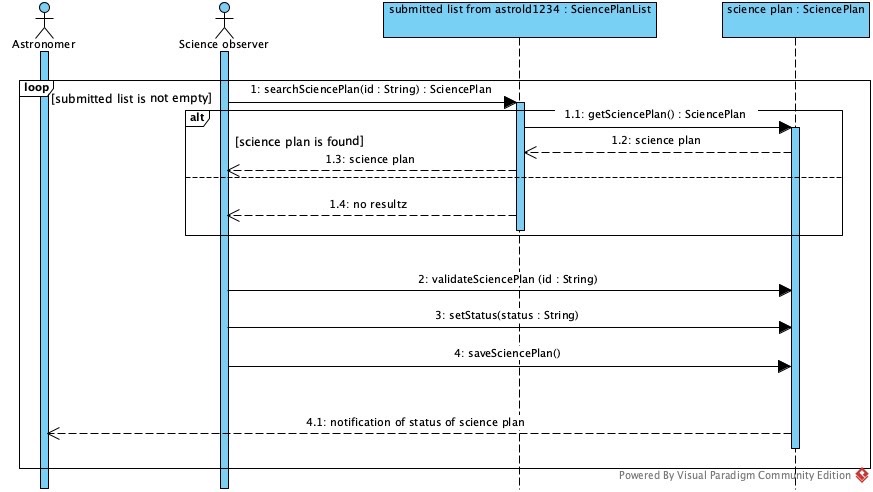 Astronomer
Science observer
submitted list from astrold1234 : SciencePlanList
science plan : SciencePlan
loop
[submitted list is not empty]
1: searchSciencePlan(id : String) : SciencePlan
alt
1.1: getSciencePlan() : SciencePlan
[science plan is found]
1.2: science plan
1.3: science plan
1.4: no resultz
2: validateSciencePlan (id : String)
3: setStatus(status : String)
4: saveSciencePlan()
4.1: notification of status of science plan
Powered By Visual Paradigm Community Edition